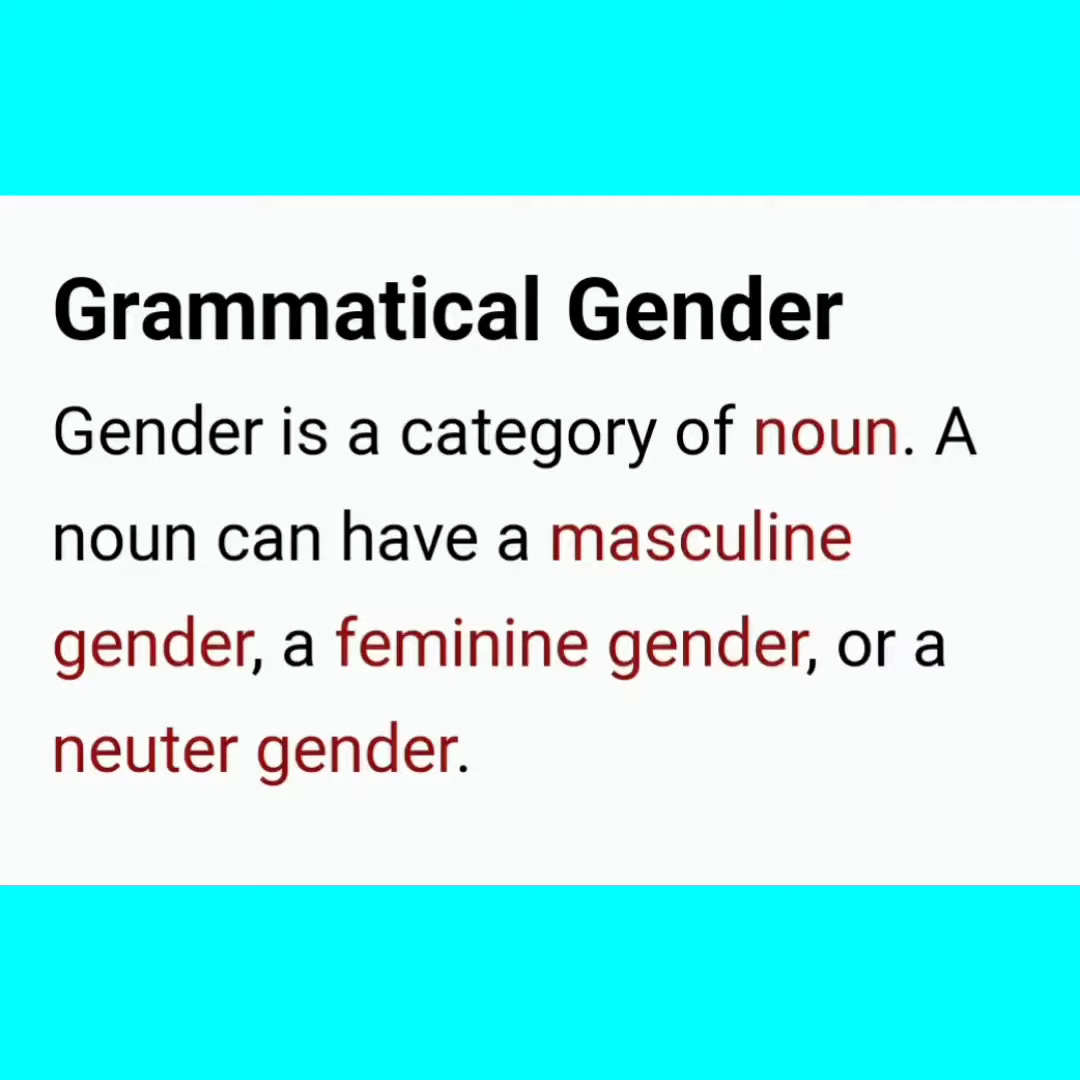 Grammatical Gender
Gender is a category of noun. A
noun can have a masculine
gender, a feminine gender, or a
neuter gender.